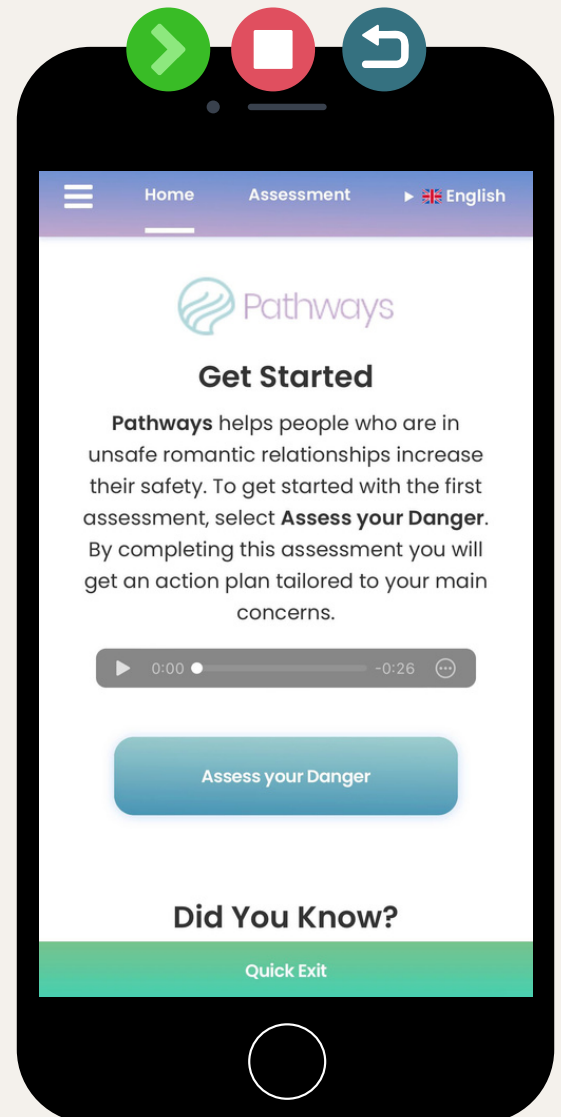 Home Assessment English
Pathways
Get Started
Pathways helps people who are in
unsafe romantic relationships increase
their safety. To get started with the first
assessment, select Assess your Danger.
By completing this assessment you will
get an action plan tailored to your main
concerns.
0:00 -0:26
Assess your Danger
Did You Know?
Quick Exit